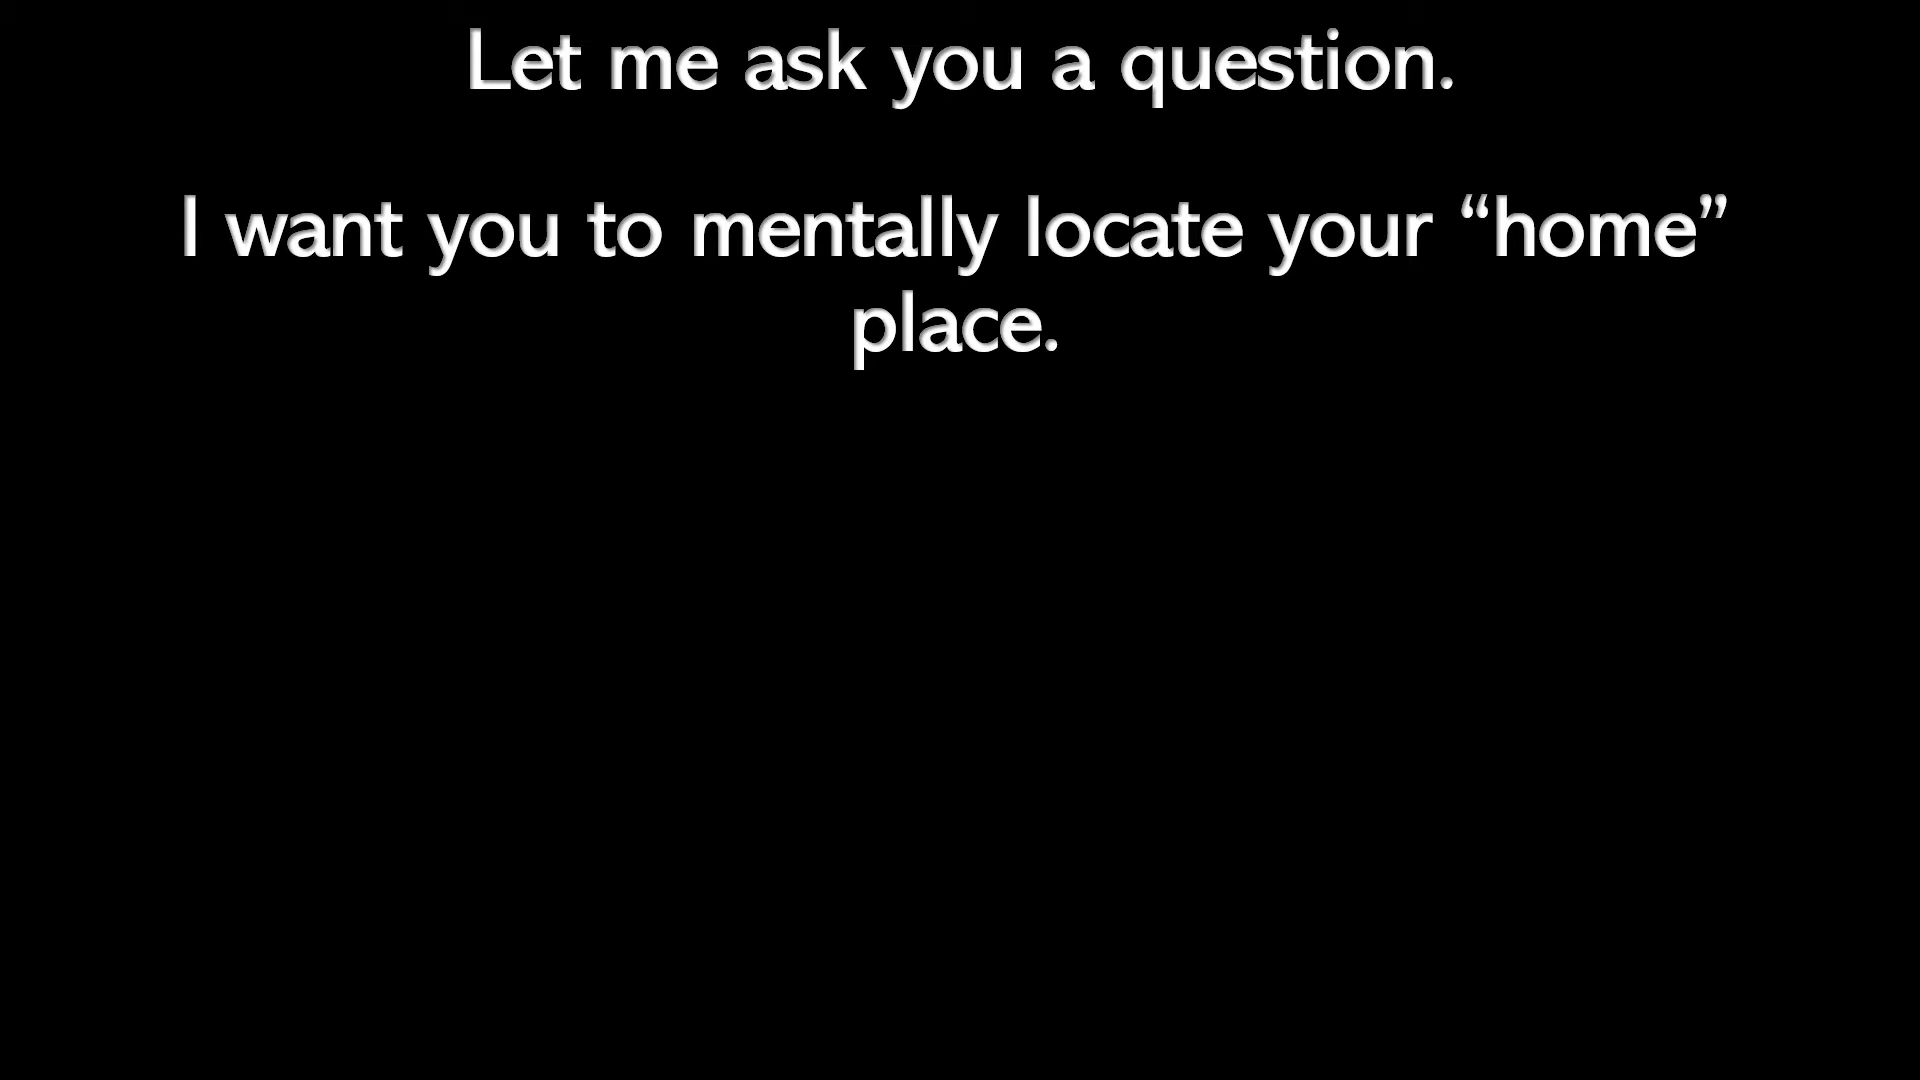 Let me ask you a question.
I want you to mentally locate your “home”
place.